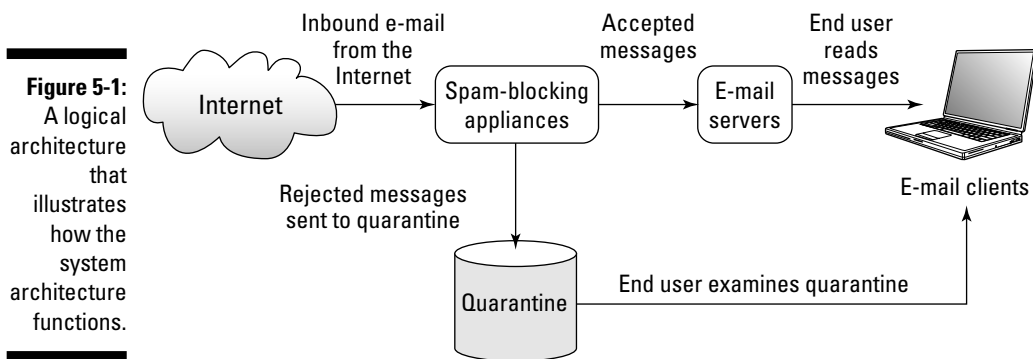 Figure 5-1:
A logical
architecture
that
illustrates
how the
system
architecture
functions.
Internet
Inbound e-mail
from the
Internet
Spam-blocking
appliances
Accepted
messages
E-mail
servers
End user
reads
messages
E-mail clients
Rejected messages
sent to quarantine
Quarantine
End user examines quarantine